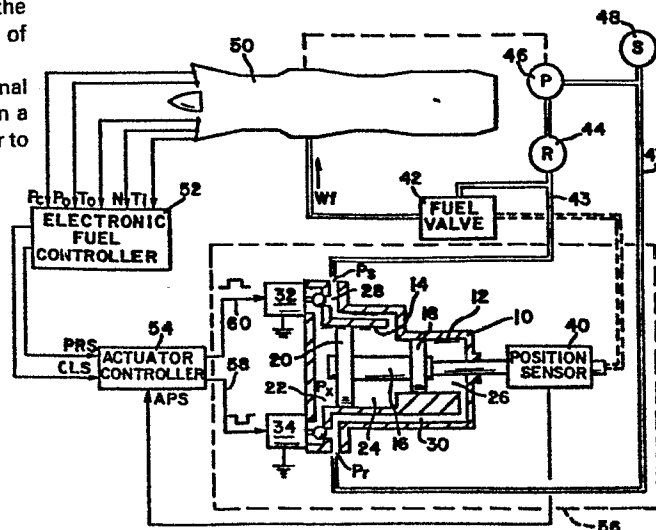 the
of
nal
n a
r to
48
S
50
46
P
44
R
Wf
42
43
FUEL
VALVE
Pc Po To N Ti
52
ELECTRONIC
FUEL
CONTROLLER
Ps
28
14
12
10
18
32
60
20
40
POSITION
SENSOR
54
PRS
CLS
ACTUATOR
CONTROLLER
APS
58
22
Px
26
24
16
30
34
Pr
56